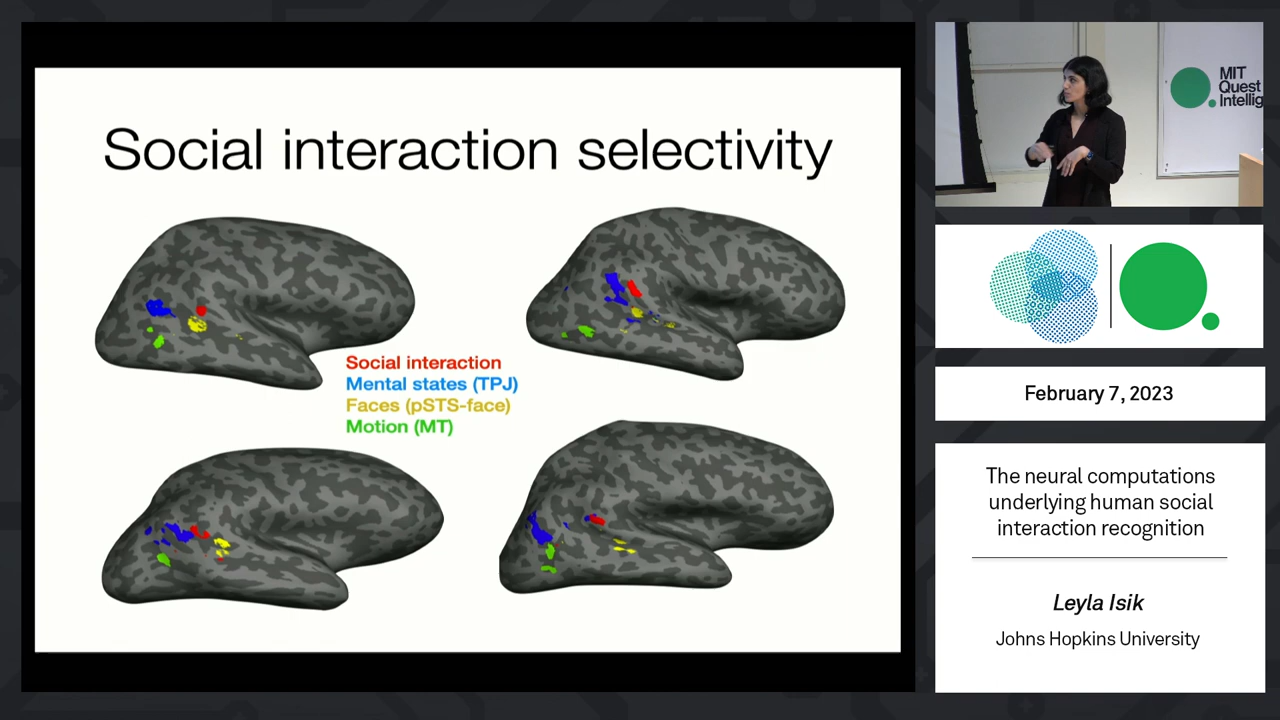 Social interaction selectivity
Social interaction
Mental states (TPJ)
Faces (pSTS-face)
Motion (MT)
MIT
Quest
Intellig
February 7, 2023
The neural computations
underlying human social
interaction recognition
Leyla Isik
Johns Hopkins University